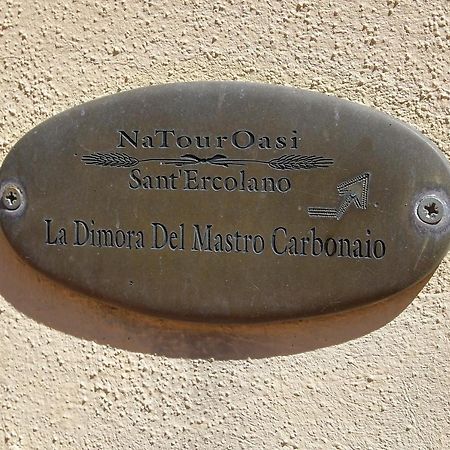 NaTourOasi
Sant'Ercolano
La Dimora Del Mastro Carbonaio